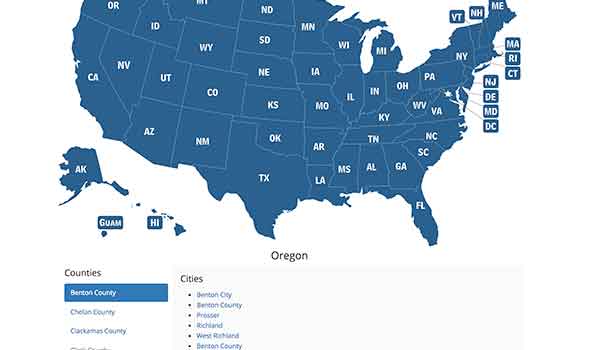 OR
ID
MT
ND
MN
VT
NH
ME
SD
WI
MI
NY
MA
RI
CT
NV
WY
NE
IA
PA
NJ
CA
UT
CO
IL
IN
OH
DE
KS
MO
WV
VA
MD
KY
DC
AZ
NM
OK
TN
NC
AR
SC
MS
AL
GA
AK
TX
LA
FL
GUAM
HI
Oregon
Counties
Benton County
Chelan County
Clackamas County
Clark County
Cities
Benton City
Benton County
Prosser
Richland
West Richland
Benton County